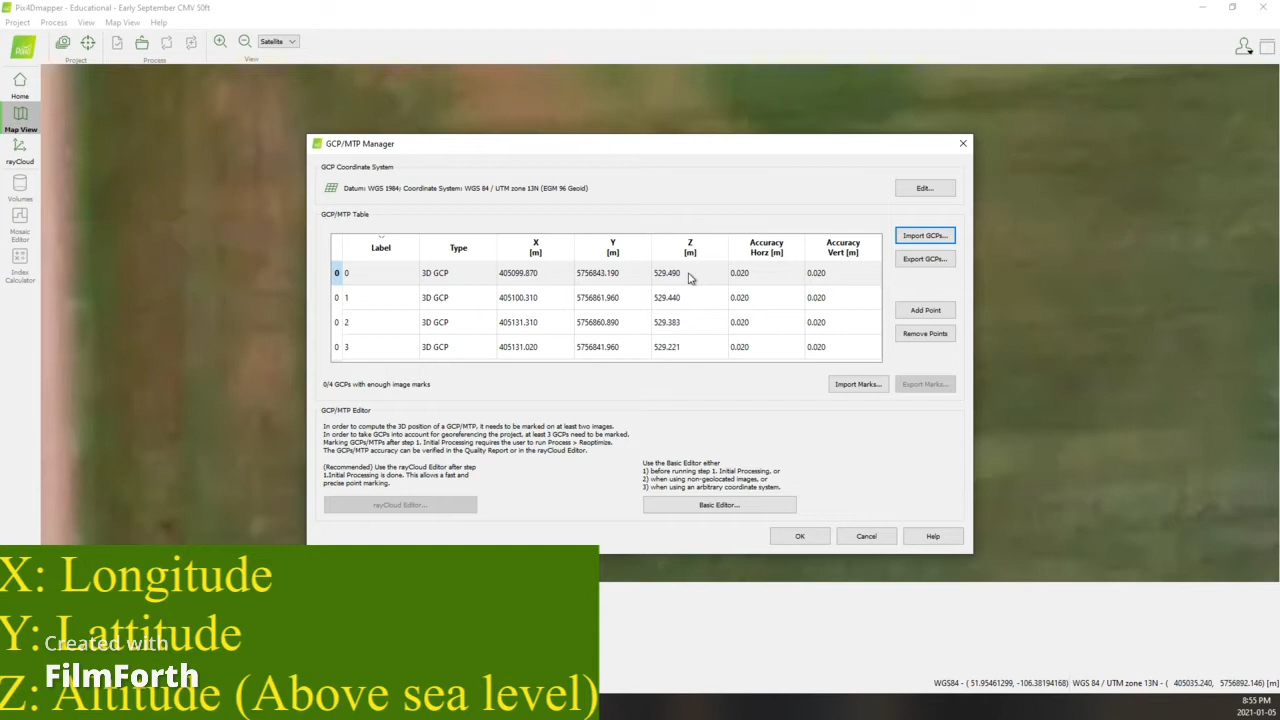 Pix4Dmapper - Educational - Early September CMV 50ft
Project Process View Map View Help
Satellite
Project Process View
Home
Map View
rayCloud
Volumes
Mosaic
Editor
Index
Calculator
GCP/MTP Manager
GCP Coordinate System
Datum: WGS 1984; Coordinate System: WGS 84 / UTM zone 13N (EGM 96 Geoid)
Edit...
GCP/MTP Table
Label Type X [m] Y [m] Z [m] Accuracy Horz [m] Accuracy Vert [m]
0 0 3D GCP 405099.870 5756843.190 529.490 0.020 0.020
0 1 3D GCP 405100.310 5756861.960 529.440 0.020 0.020
0 2 3D GCP 405131.310 5756860.890 529.383 0.020 0.020
0 3 3D GCP 405131.020 5756841.960 529.221 0.020 0.020
Import GCPs...
Export GCPs...
Add Point
Remove Points
0/4 GCPs with enough image marks
Import Marks... Export Marks...
GCP/MTP Editor
In order to compute the 3D position of a GCP/MTP, it needs to be marked on at least two images.
In order to take GCPs into account for georeferencing the project, at least 3 GCPs need to be marked.
Marking GCPs/MTPs after step 1. Initial Processing requires the user to run Process > Reoptimize.
The GCPs/MTP accuracy can be verified in the Quality Report or in the rayCloud Editor.
(Recommended) Use the rayCloud Editor after step
1.Initial Processing is done. This allows a fast and
precise point marking.
rayCloud Editor...
Use the Basic Editor either
1) before running step 1. Initial Processing, or
2) when using non-geolocated images, or
3) when using an arbitrary coordinate system.
Basic Editor...
OK Cancel Help
X: Longitude
Y: Lattitude
Z: Altitude (Above sea level)
Created with
FilmForth
WGS84 - ( 51.95461299, -106.38194168) WGS 84 / UTM zone 13N - ( 405035.240, 5756892.146) [m]
8:55 PM
2021-01-05